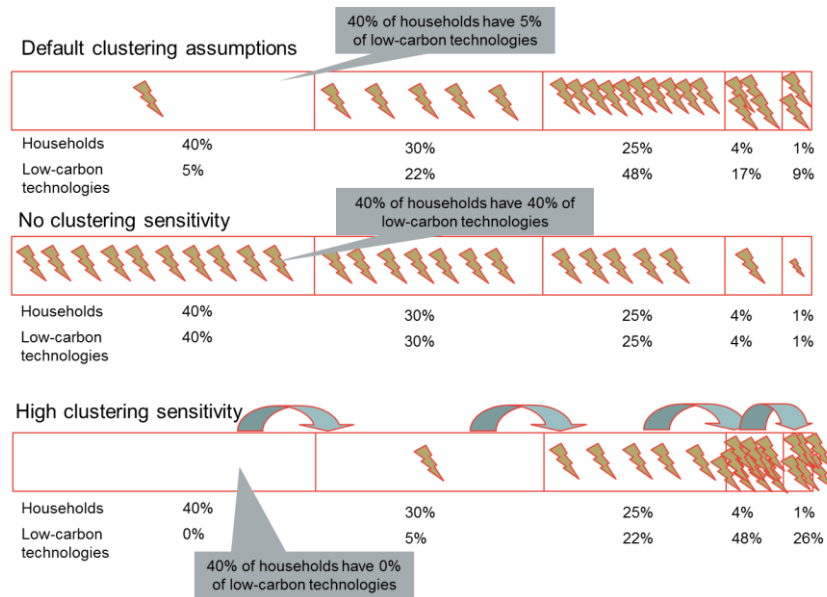 40% of households have 5%
of low-carbon technologies
Default clustering assumptions
Households 40% 30% 25% 4% 1%
Low-carbon
technologies 5% 22% 48% 17% 9%
40% of households have 40% of
low-carbon technologies
No clustering sensitivity
Households 40% 30% 25% 4% 1%
Low-carbon
technologies 40% 30% 25% 4% 1%
High clustering sensitivity
Households 40% 30% 25% 4% 1%
Low-carbon
technologies 0% 5% 22% 48% 26%
40% of households have 0%
of low-carbon technologies